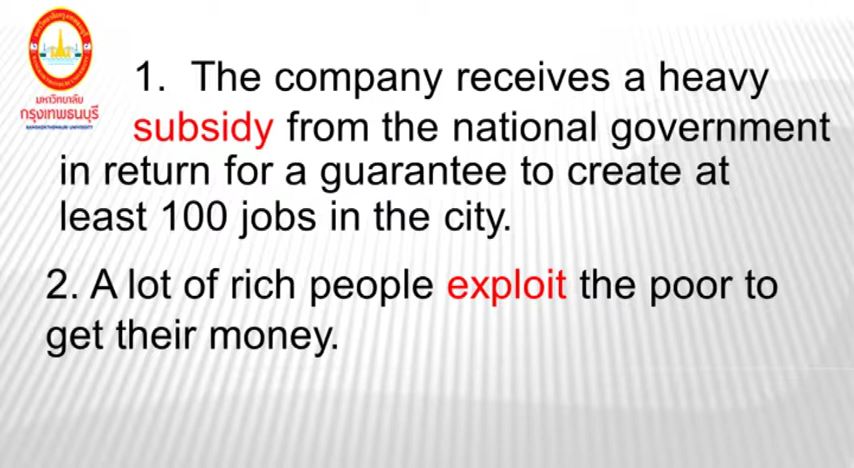 มหาวิทยาลัย
กรุงเทพธนบุรี
BANGKOKTHONBURI UNIVERSITY
1. The company receives a heavy
subsidy from the national government
in return for a guarantee to create at
least 100 jobs in the city.
2. A lot of rich people exploit the poor to
get their money.